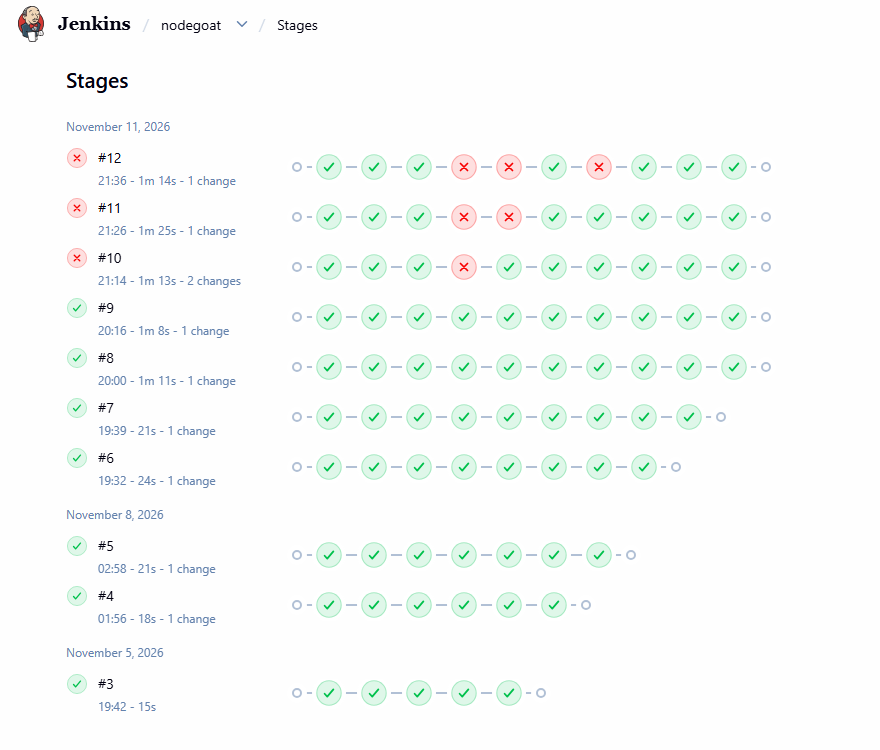 Jenkins / nodegoat / Stages
Stages
November 11, 2026
#12
21:36 - 1m 14s - 1 change
#11
21:26 - 1m 25s - 1 change
#10
21:14 - 1m 13s - 2 changes
#9
20:16 - 1m 8s - 1 change
#8
20:00 - 1m 11s - 1 change
#7
19:39 - 21s - 1 change
#6
19:32 - 24s - 1 change
November 8, 2026
#5
02:58 - 21s - 1 change
#4
01:56 - 18s - 1 change
November 5, 2026
#3
19:42 - 15s